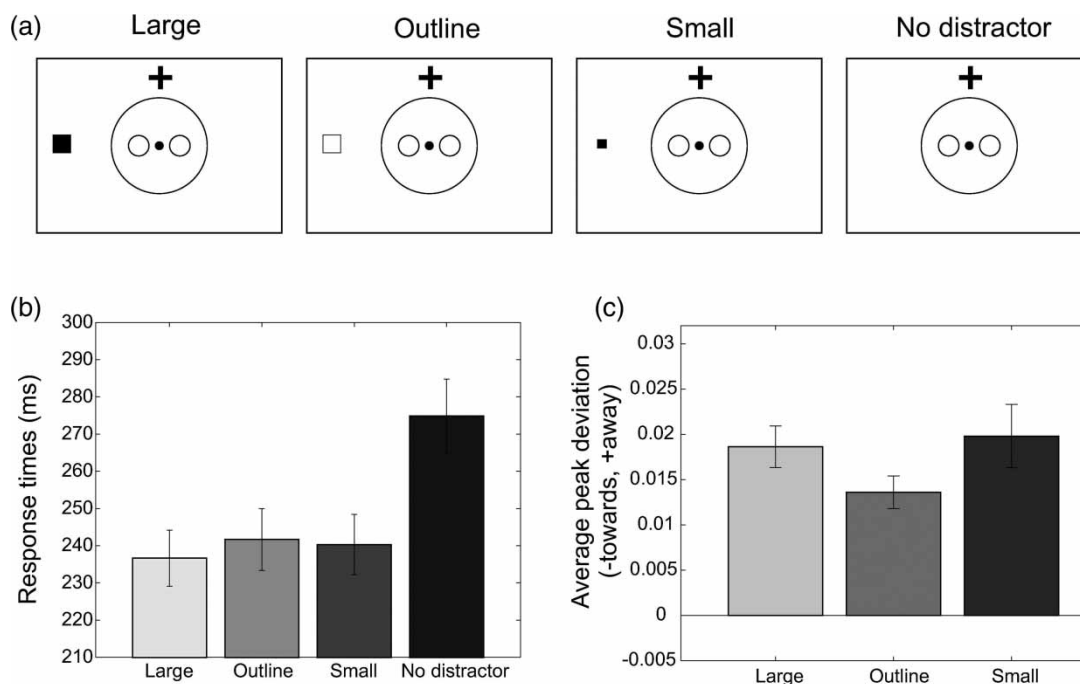 (a)
Large Outline Small No distractor
(b)
300
290
280
270
260
250
240
230
220
210
Response times (ms)
Large Outline Small No distractor
(c)
0.03
0.025
0.02
0.015
0.01
0.005
0
-0.005
Average peak deviation
(-towards, +away)
Large Outline Small